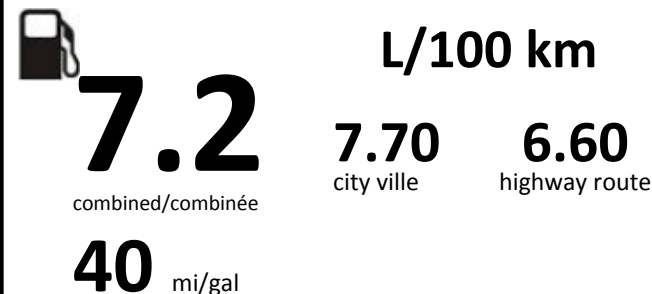 L/100 km
7.2
combined/combinée
7.70
city ville
6.60
highway route
40 mi/gal